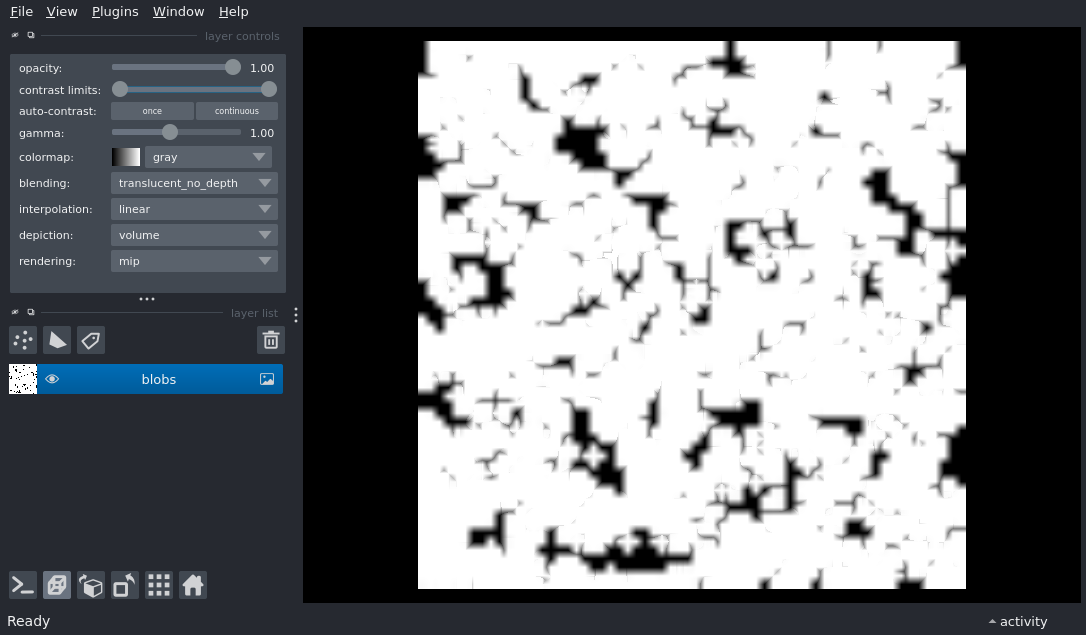 File View Plugins Window Help
layer controls
opacity: 1.00
contrast limits:
auto-contrast: once continuous
gamma: 1.00
colormap: gray
blending: translucent_no_depth
interpolation: linear
depiction: volume
rendering: mip
layer list
blobs
Ready activity